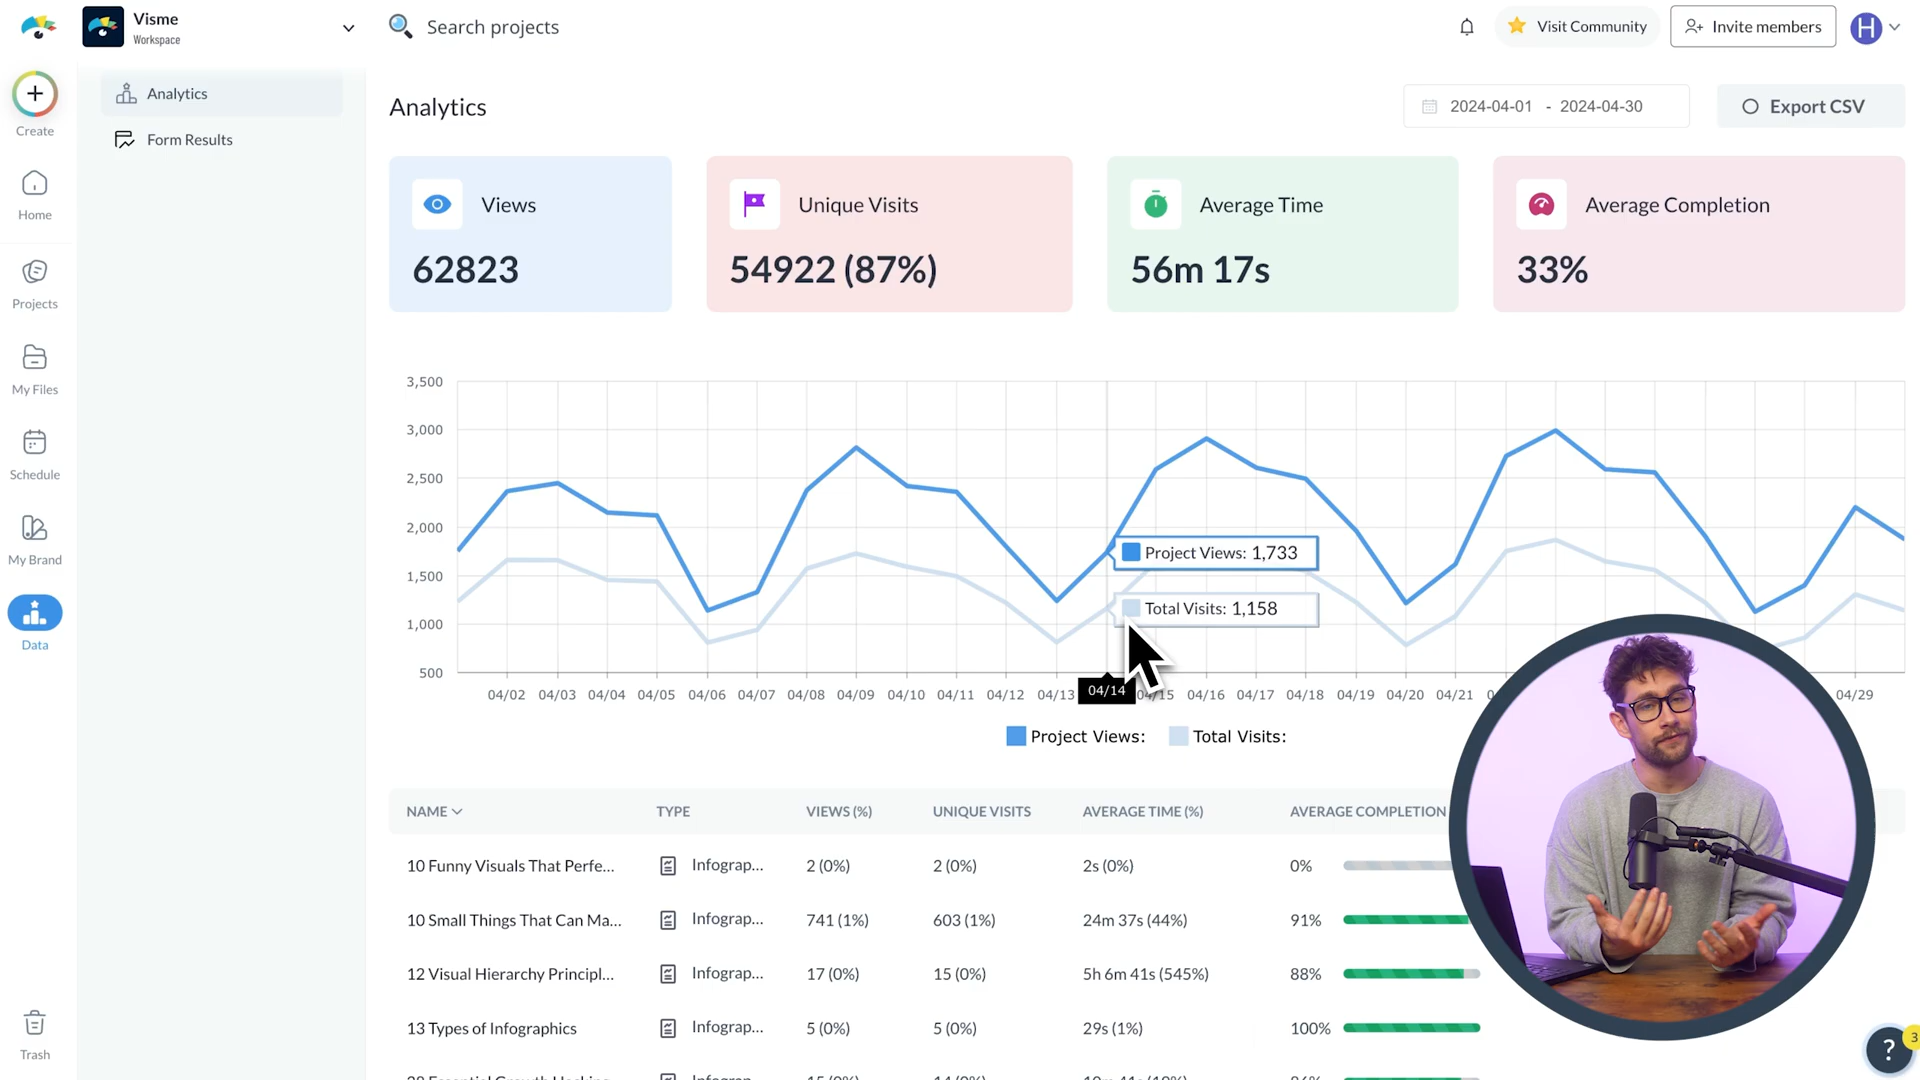 Visme
Workspace
Search projects
Visit Community
Invite members
H
Create
Home
Projects
My Files
Schedule
My Brand
Data
Trash
Analytics
Form Results
Analytics
2024-04-01 - 2024-04-30
Export CSV
Views
62823
Unique Visits
54922 (87%)
Average Time
56m 17s
Average Completion
33%
3,500
3,000
2,500
2,000
1,500
1,000
500
Project Views: 1,733
Total Visits: 1,158
04/02 04/03 04/04 04/05 04/06 04/07 04/08 04/09 04/10 04/11 04/12 04/13 04/14 04/15 04/16 04/17 04/18 04/19 04/20 04/21 04/29
Project Views: Total Visits:
NAME TYPE VIEWS (%) UNIQUE VISITS AVERAGE TIME (%) AVERAGE COMPLETION
10 Funny Visuals That Perfe... Infograp... 2 (0%) 2 (0%) 2s (0%) 0%
10 Small Things That Can Ma... Infograp... 741 (1%) 603 (1%) 24m 37s (44%) 91%
12 Visual Hierarchy Principl... Infograp... 17 (0%) 15 (0%) 5h 6m 41s (545%) 88%
13 Types of Infographics Infograp... 5 (0%) 5 (0%) 29s (1%) 100%
? 3